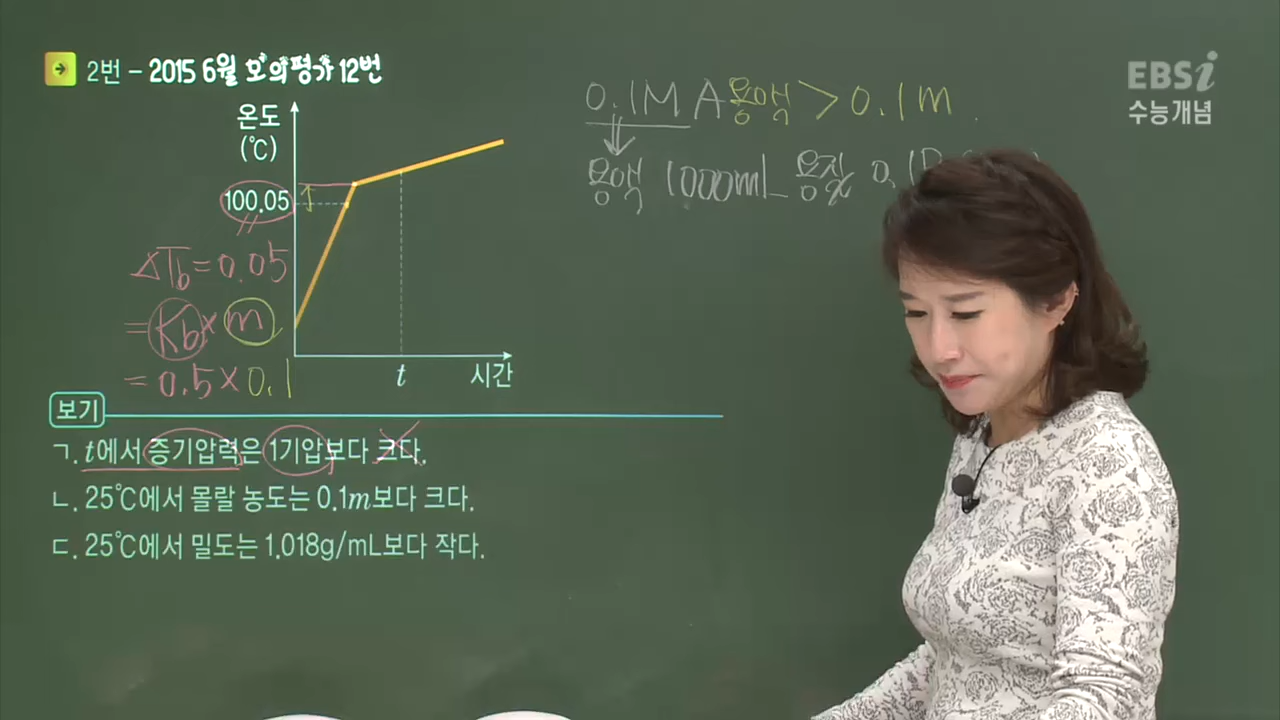 2번 - 2015 6월 모의평가 12번
EBSi
수능개념
온도
(℃)
100.05
△Tb=0.05
=Kb×m
=0.5×0.1
t
시간
0.1M A용액 > 0.1m
용액 1000mL 용질 0.1
보기
ㄱ. t에서 증기압력은 1기압보다 크다.
ㄴ. 25℃에서 몰랄 농도는 0.1m보다 크다.
ㄷ. 25℃에서 밀도는 1.018g/mL보다 작다.